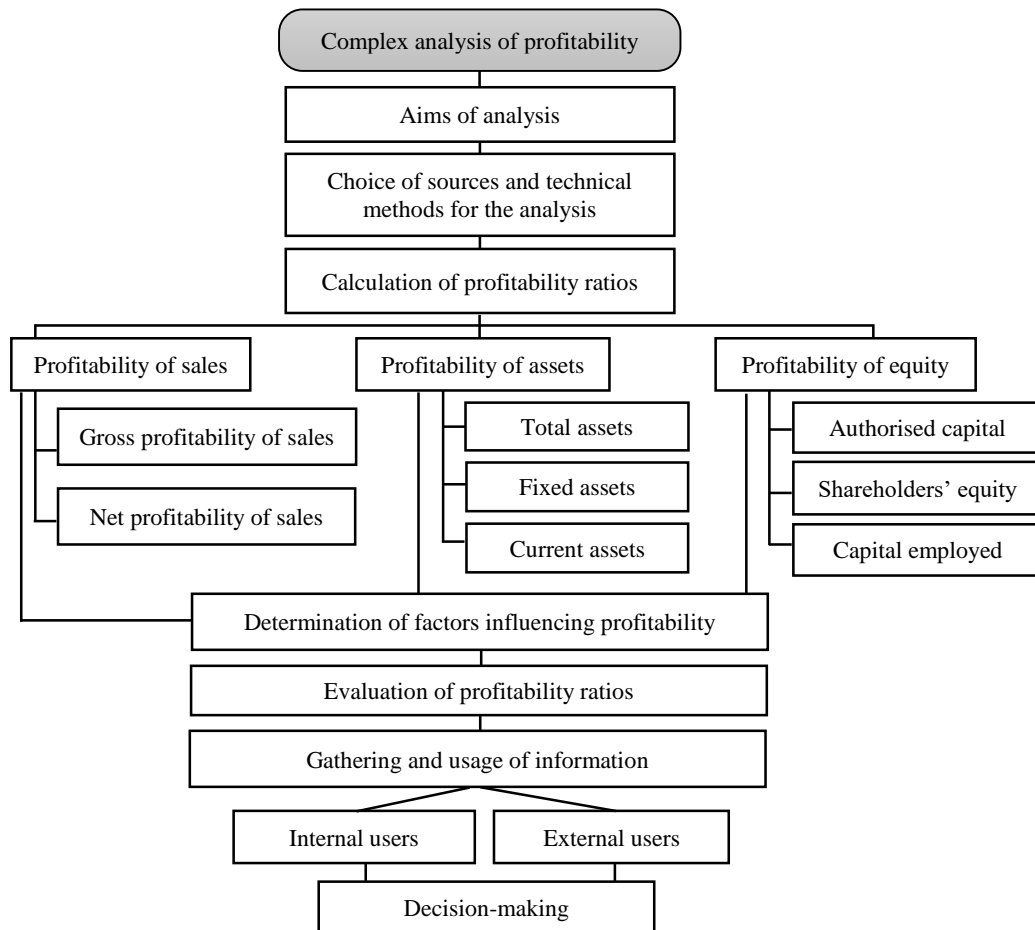 Complex analysis of profitability
Aims of analysis
Choice of sources and technical
methods for the analysis
Calculation of profitability ratios
Profitability of sales
Profitability of assets
Profitability of equity
Gross profitability of sales
Net profitability of sales
Total assets
Fixed assets
Current assets
Authorised capital
Shareholders’ equity
Capital employed
Determination of factors influencing profitability
Evaluation of profitability ratios
Gathering and usage of information
Internal users
External users
Decision-making